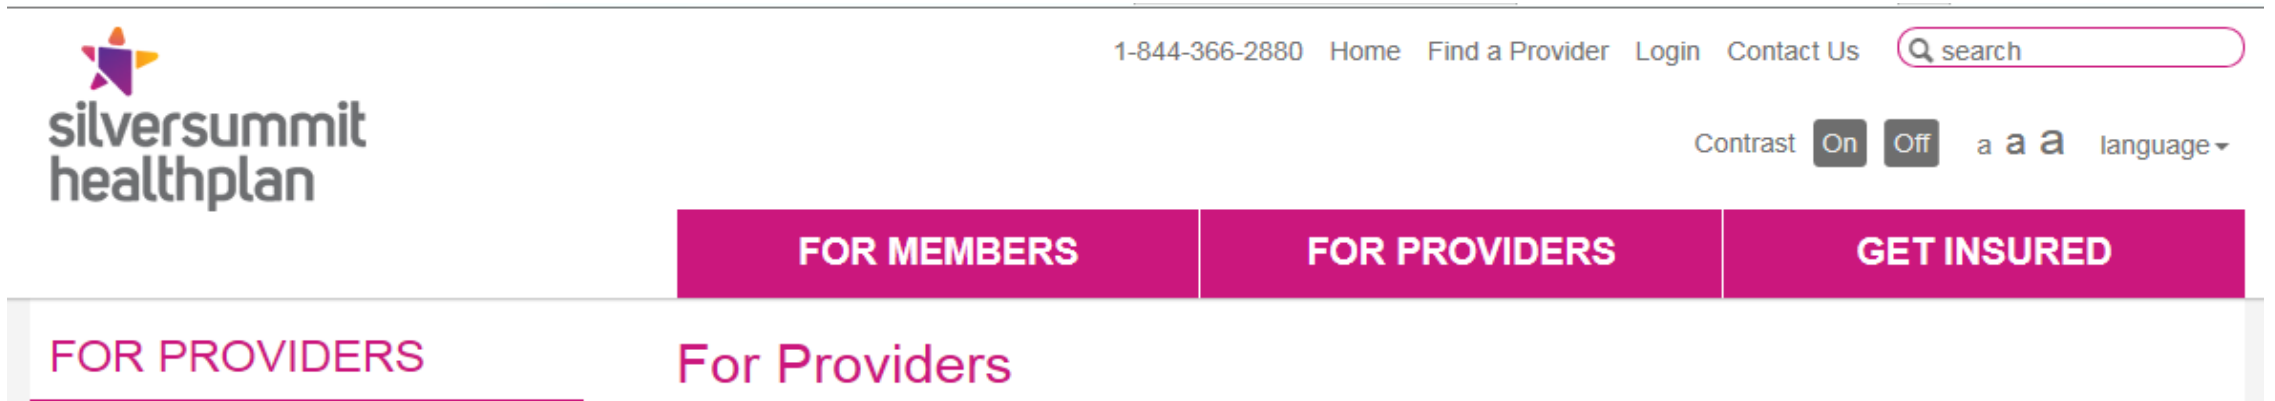 1-844-366-2880 Home Find a Provider Login Contact Us search
silversummit
healthplan
Contrast On Off a a a language
FOR MEMBERS FOR PROVIDERS GET INSURED
FOR PROVIDERS
For Providers